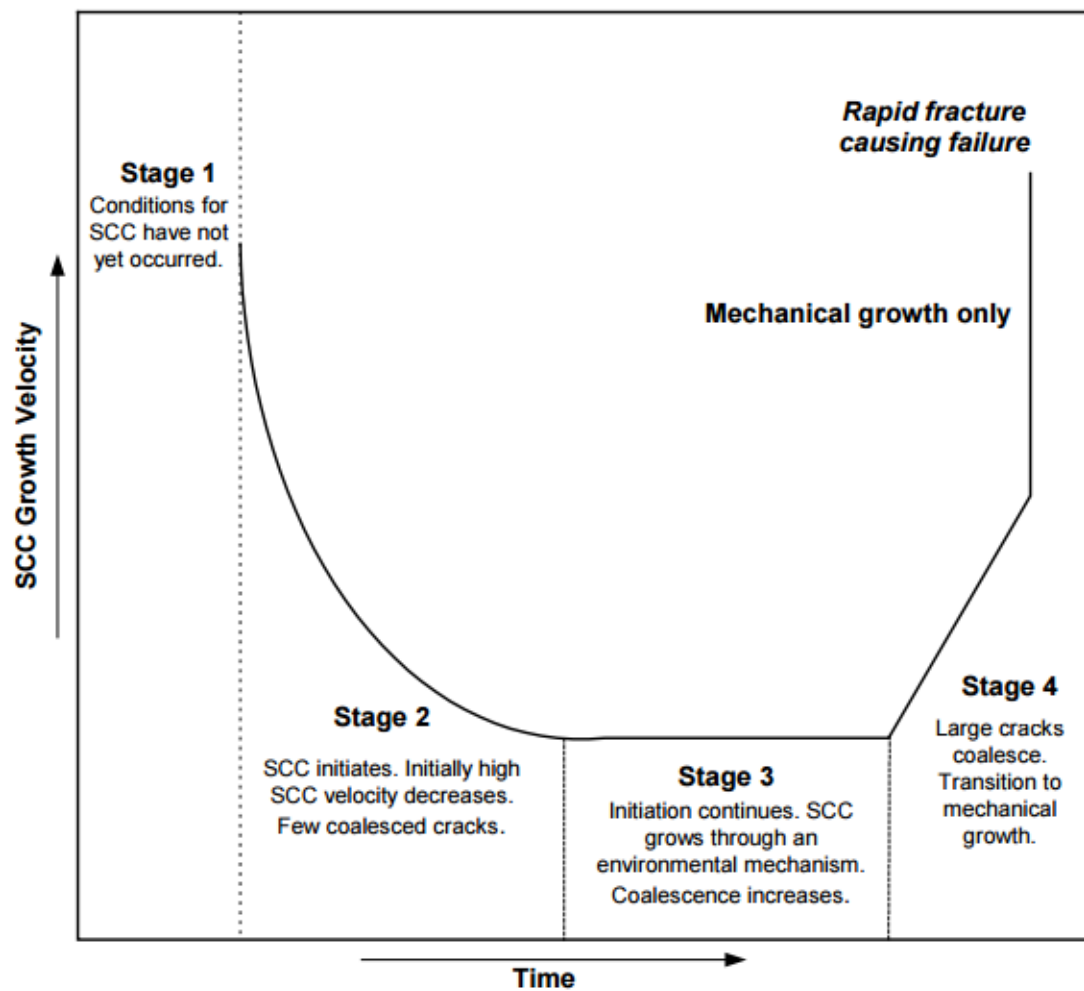 Rapid fracture
causing failure
Stage 1
Conditions for
SCC have not
yet occurred.
SCC Growth Velocity
Mechanical growth only
Stage 2
SCC initiates. Initially high
SCC velocity decreases.
Few coalesced cracks.
Stage 3
Initiation continues. SCC
grows through an
environmental mechanism.
Coalescence increases.
Stage 4
Large cracks
coalesce.
Transition to
mechanical
growth.
Time